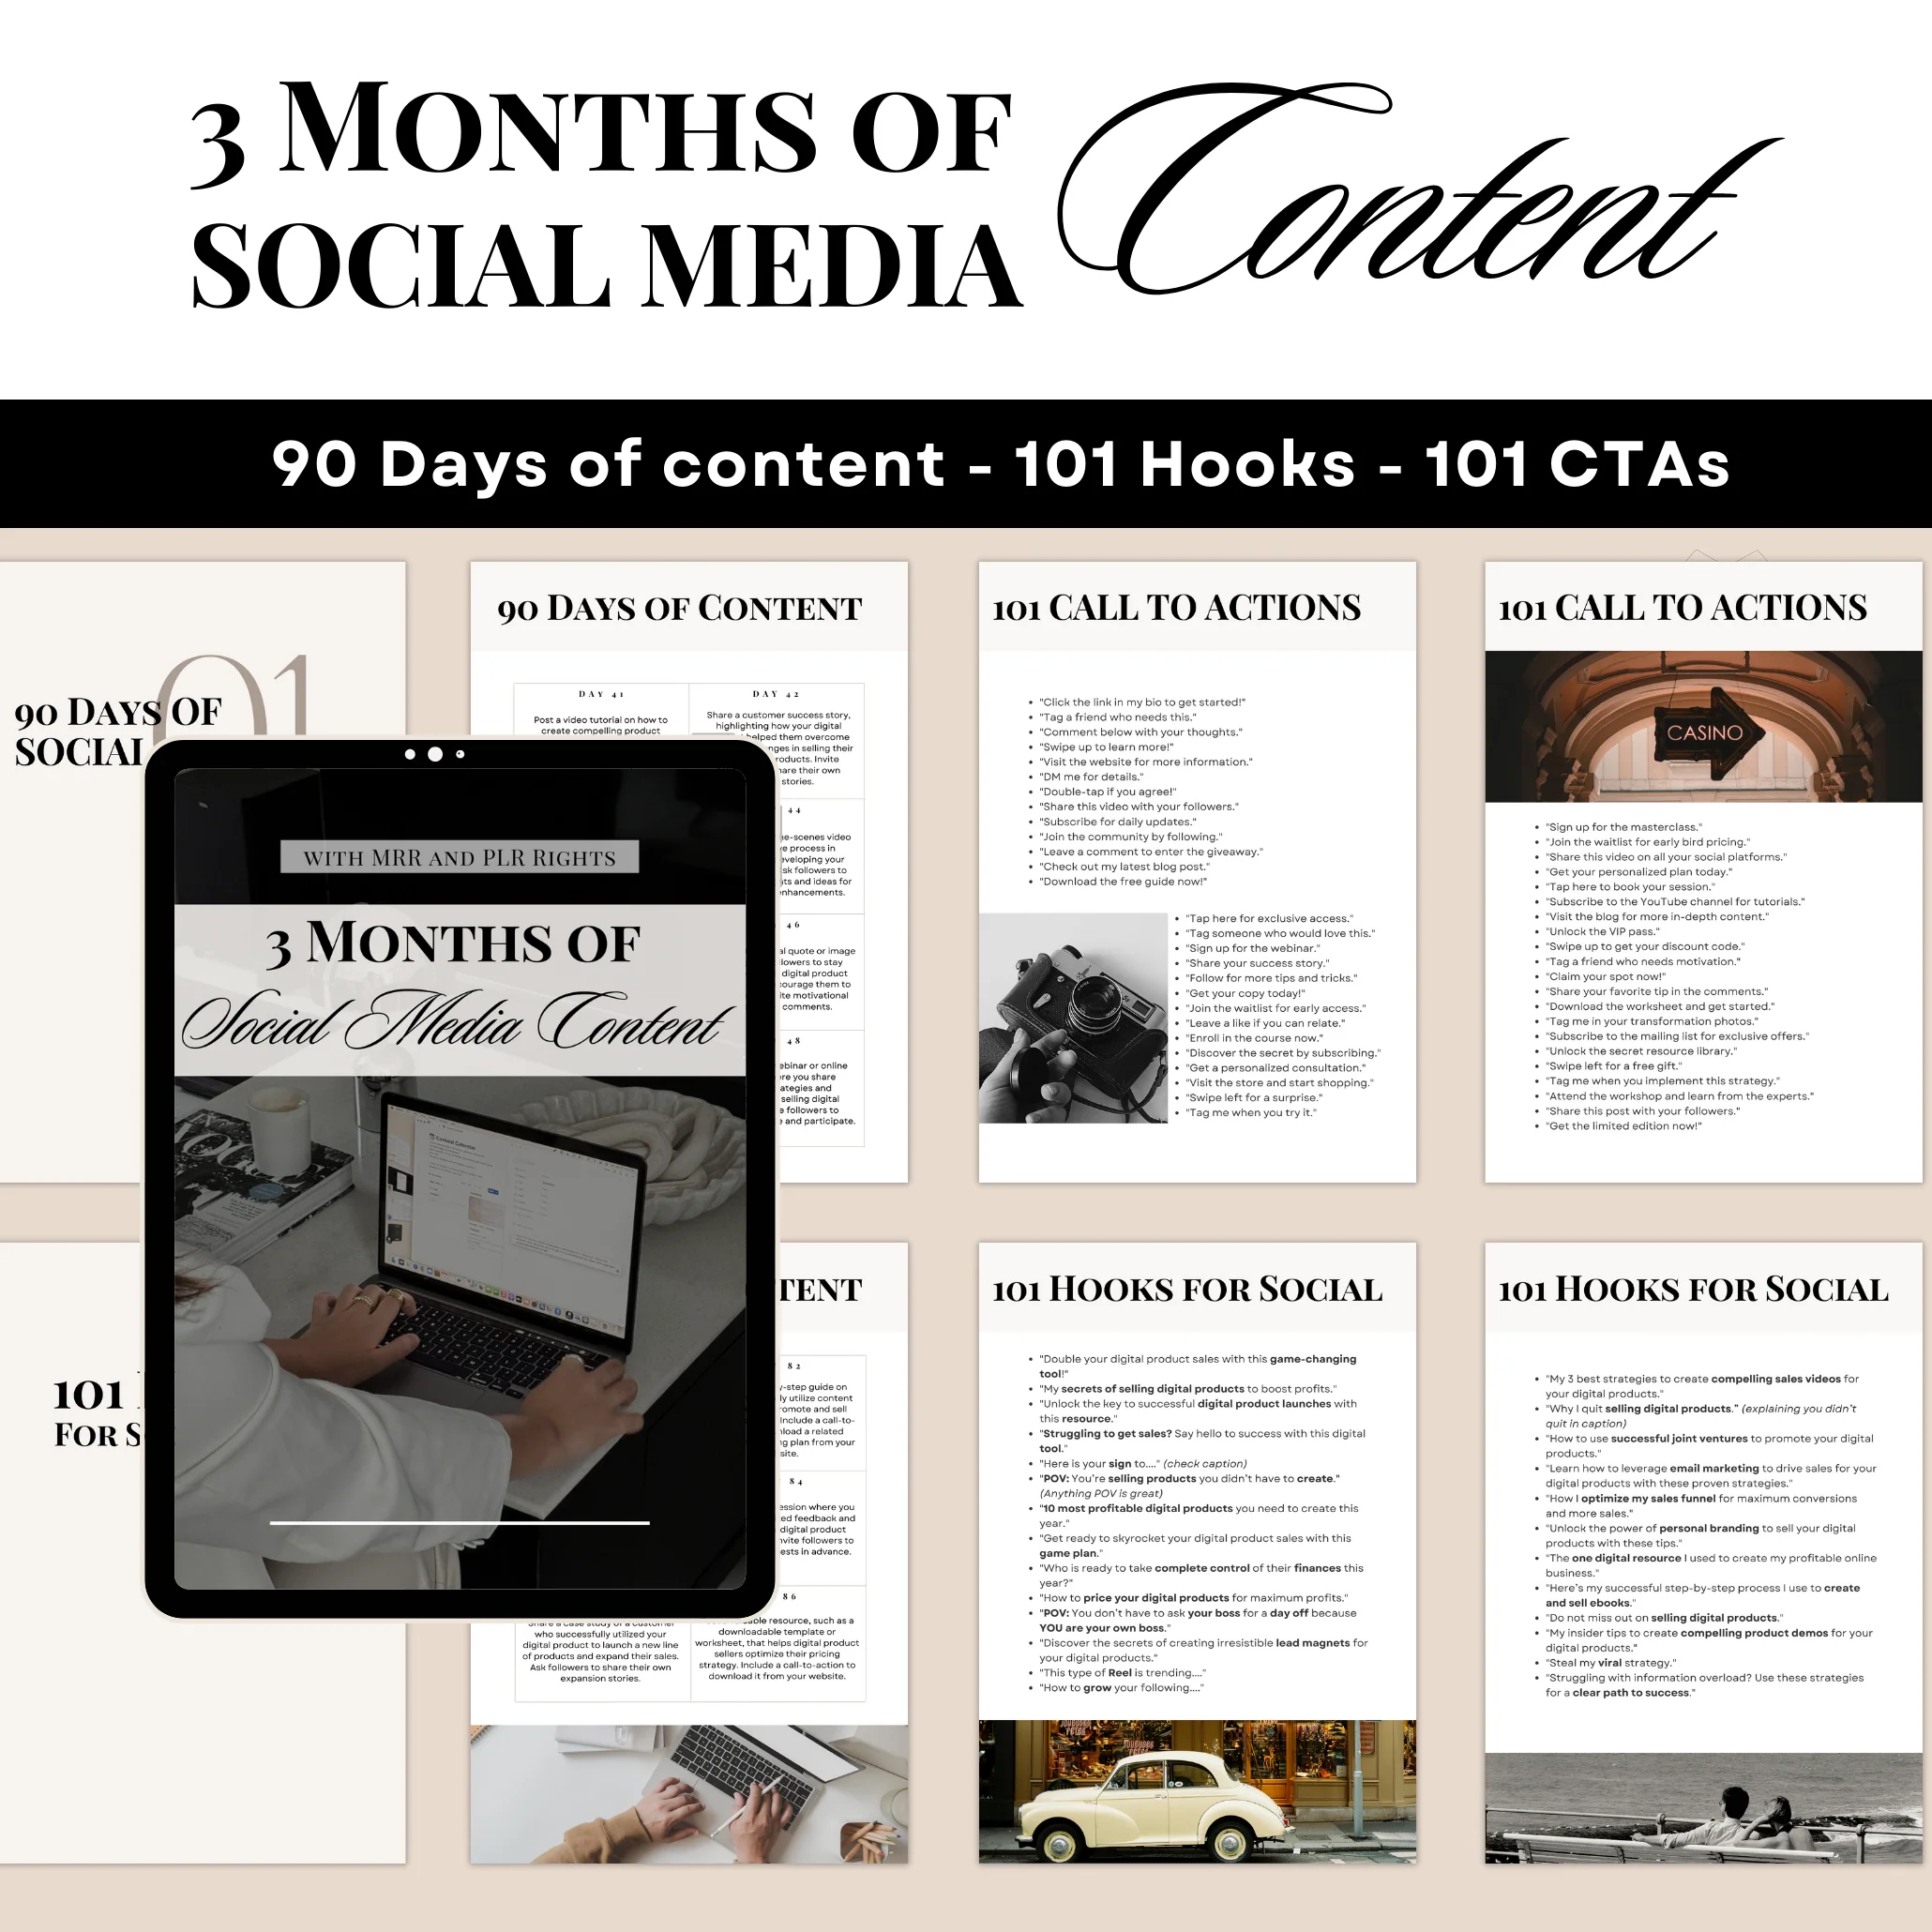 3 Months of
social media
Content
90 Days of content - 101 Hooks - 101 CTAs
01
90 Days of
social
90 Days of Content
DAY 41
Post a video tutorial on how to
create compelling product
DAY 42
Share a customer success story,
highlighting how your digital
helped them overcome
in selling their
their own
stories.
44
video
process in
your
followers to
and ideas for
46
quote or image
to stay
digital product
them to
motivational
comments.
48
or online
you share
and
selling digital
followers to
and participate.
with MRR and PLR Rights
3 Months of
Social Media Content
101 CALL TO ACTIONS
• "Click the link in my bio to get started!"
• "Tag a friend who needs this."
• "Comment below with your thoughts."
• "Swipe up to learn more!"
• "Visit the website for more information."
• "DM me for details."
• "Double-tap if you agree!"
• "Share this video with your followers."
• "Subscribe for daily updates."
• "Join the community by following."
• "Leave a comment to enter the giveaway."
• "Check out my latest blog post."
• "Download the free guide now!"
• "Tap here for exclusive access."
• "Tag someone who would love this."
• "Sign up for the webinar."
• "Share your success story."
• "Follow for more tips and tricks."
• "Get your copy today!"
• "Join the waitlist for early access."
• "Leave a like if you can relate."
• "Enroll in the course now."
• "Discover the secret by subscribing."
• "Get a personalized consultation."
• "Visit the store and start shopping."
• "Swipe left for a surprise."
• "Tag me when you try it."
101 CALL TO ACTIONS
CASINO
• "Sign up for the masterclass."
• "Join the waitlist for early bird pricing."
• "Share this video on all your social platforms."
• "Get your personalized plan today."
• "Tap here to book your session."
• "Subscribe to the YouTube channel for tutorials."
• "Visit the blog for more in-depth content."
• "Unlock the VIP pass."
• "Swipe up to get your discount code."
• "Tag a friend who needs motivation."
• "Claim your spot now!"
• "Share your favorite tip in the comments."
• "Download the worksheet and get started."
• "Tag me in your transformation photos."
• "Subscribe to the mailing list for exclusive offers."
• "Unlock the secret resource library."
• "Swipe left for a free gift."
• "Tag me when you implement this strategy."
• "Attend the workshop and learn from the experts."
• "Share this post with your followers."
• "Get the limited edition now!"
101
For
82
guide on
utilize content
and sell
a call-to-
a related
plan from your
84
where you
feedback and
digital product
followers to
in advance.
86
Share a case study of a customer
who successfully utilized your
digital product to launch a new line
of products and expand their sales.
Ask followers to share their own
expansion stories.
resource, such as a
downloadable template or
worksheet, that helps digital product
sellers optimize their pricing
strategy. Include a call-to-action to
download it from your website.
101 Hooks for Social
• "Double your digital product sales with this game-changing
tool!"
• "My secrets of selling digital products to boost profits."
• "Unlock the key to successful digital product launches with
this resource."
• "Struggling to get sales? Say hello to success with this digital
tool."
• "Here is your sign to...." (check caption)
• "POV: You're selling products you didn't have to create."
(Anything POV is great)
• "10 most profitable digital products you need to create this
year."
• "Get ready to skyrocket your digital product sales with this
game plan."
• "Who is ready to take complete control of their finances this
year?"
• "How to price your digital products for maximum profits."
• "POV: You don't have to ask your boss for a day off because
YOU are your own boss."
• "Discover the secrets of creating irresistible lead magnets for
your digital products."
• "This type of Reel is trending...."
• "How to grow your following...."
101 Hooks for Social
• "My 3 best strategies to create compelling sales videos for
your digital products."
• "Why I quit selling digital products." (explaining you didn't
quit in caption)
• "How to use successful joint ventures to promote your digital
products."
• "Learn how to leverage email marketing to drive sales for your
digital products with these proven strategies."
• "How I optimize my sales funnel for maximum conversions
and more sales."
• "Unlock the power of personal branding to sell your digital
products with these tips."
• "The one digital resource I used to create my profitable online
business."
• "Here's my successful step-by-step process I use to create
and sell ebooks."
• "Do not miss out on selling digital products."
• "My insider tips to create compelling product demos for your
digital products."
• "Steal my viral strategy."
• "Struggling with information overload? Use these strategies
for a clear path to success."